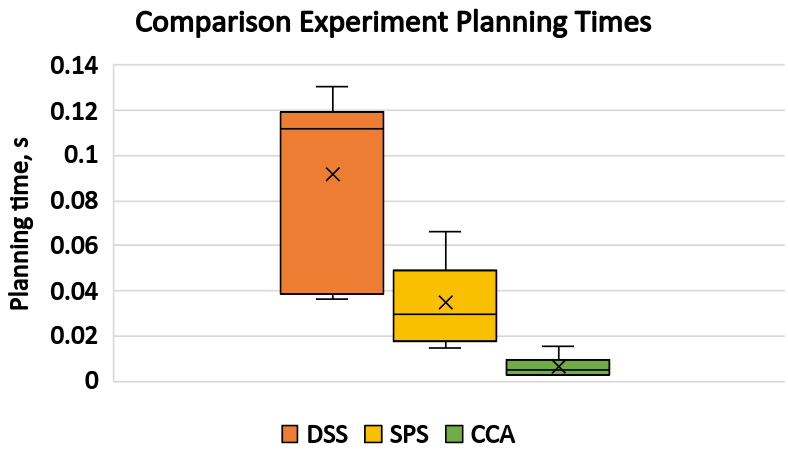 Comparison Experiment Planning Times
Planning time, s
0.14
0.12
0.1
0.08
0.06
0.04
0.02
0
DSS SPS CCA